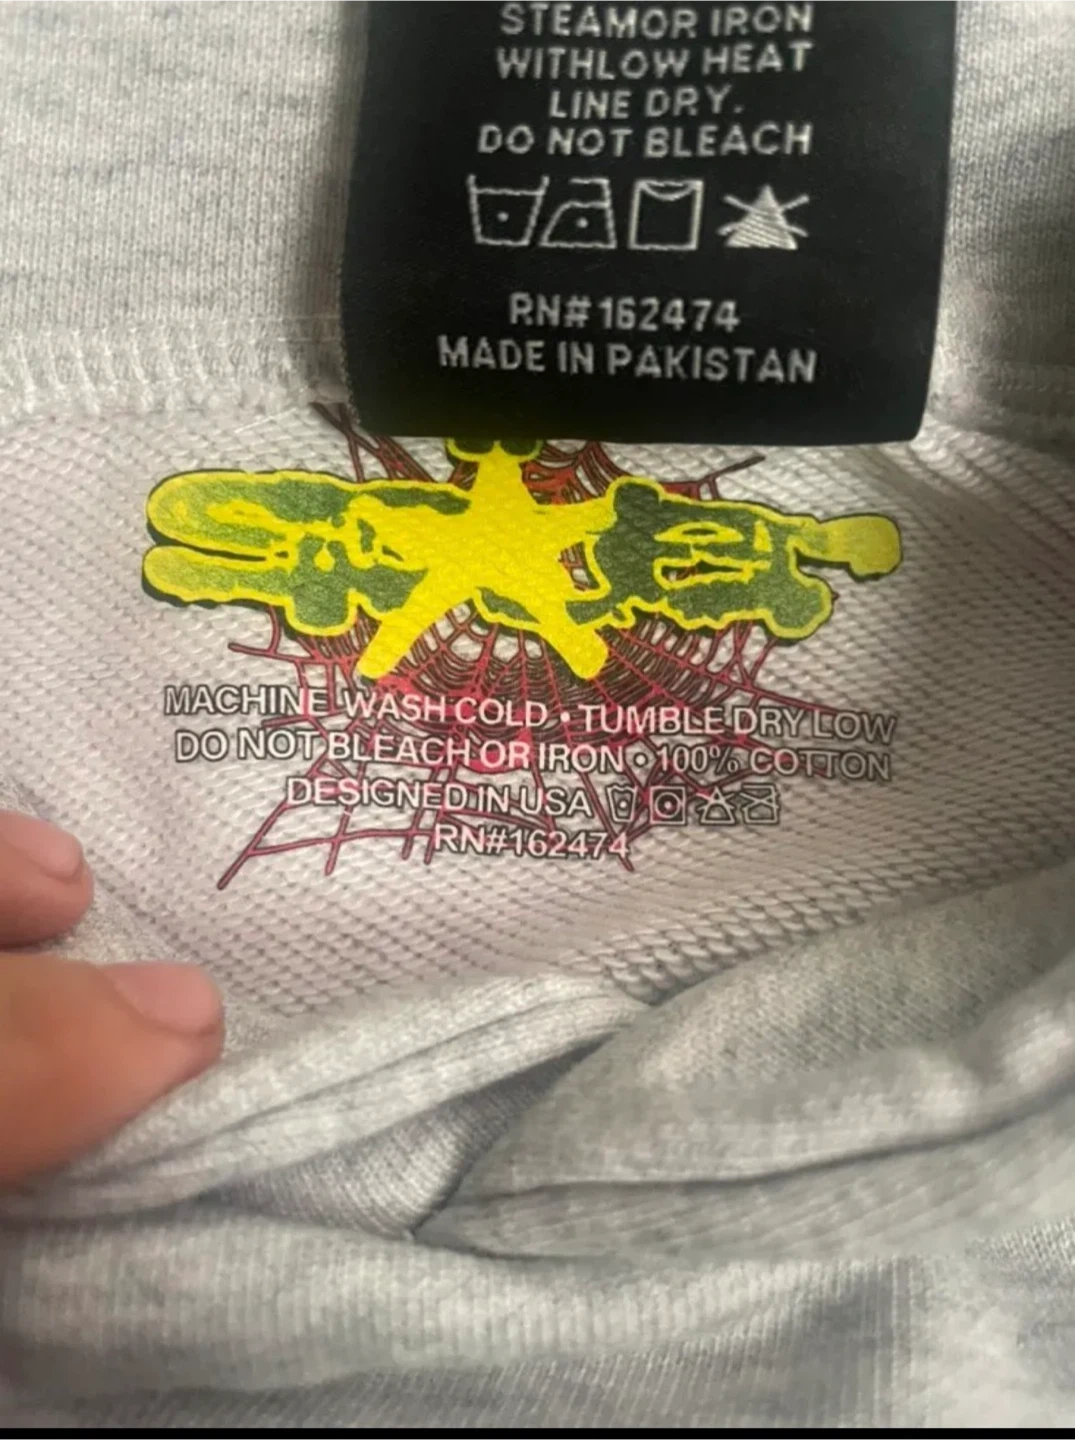 STEAMOR IRON
WITHLOW HEAT
LINE DRY.
DO NOT BLEACH
RN#162474
MADE IN PAKISTAN
MACHINE WASH COLD • TUMBLE DRY LOW
DO NOT BLEACH OR IRON • 100% COTTON
DESIGNED IN USA
RN#162474